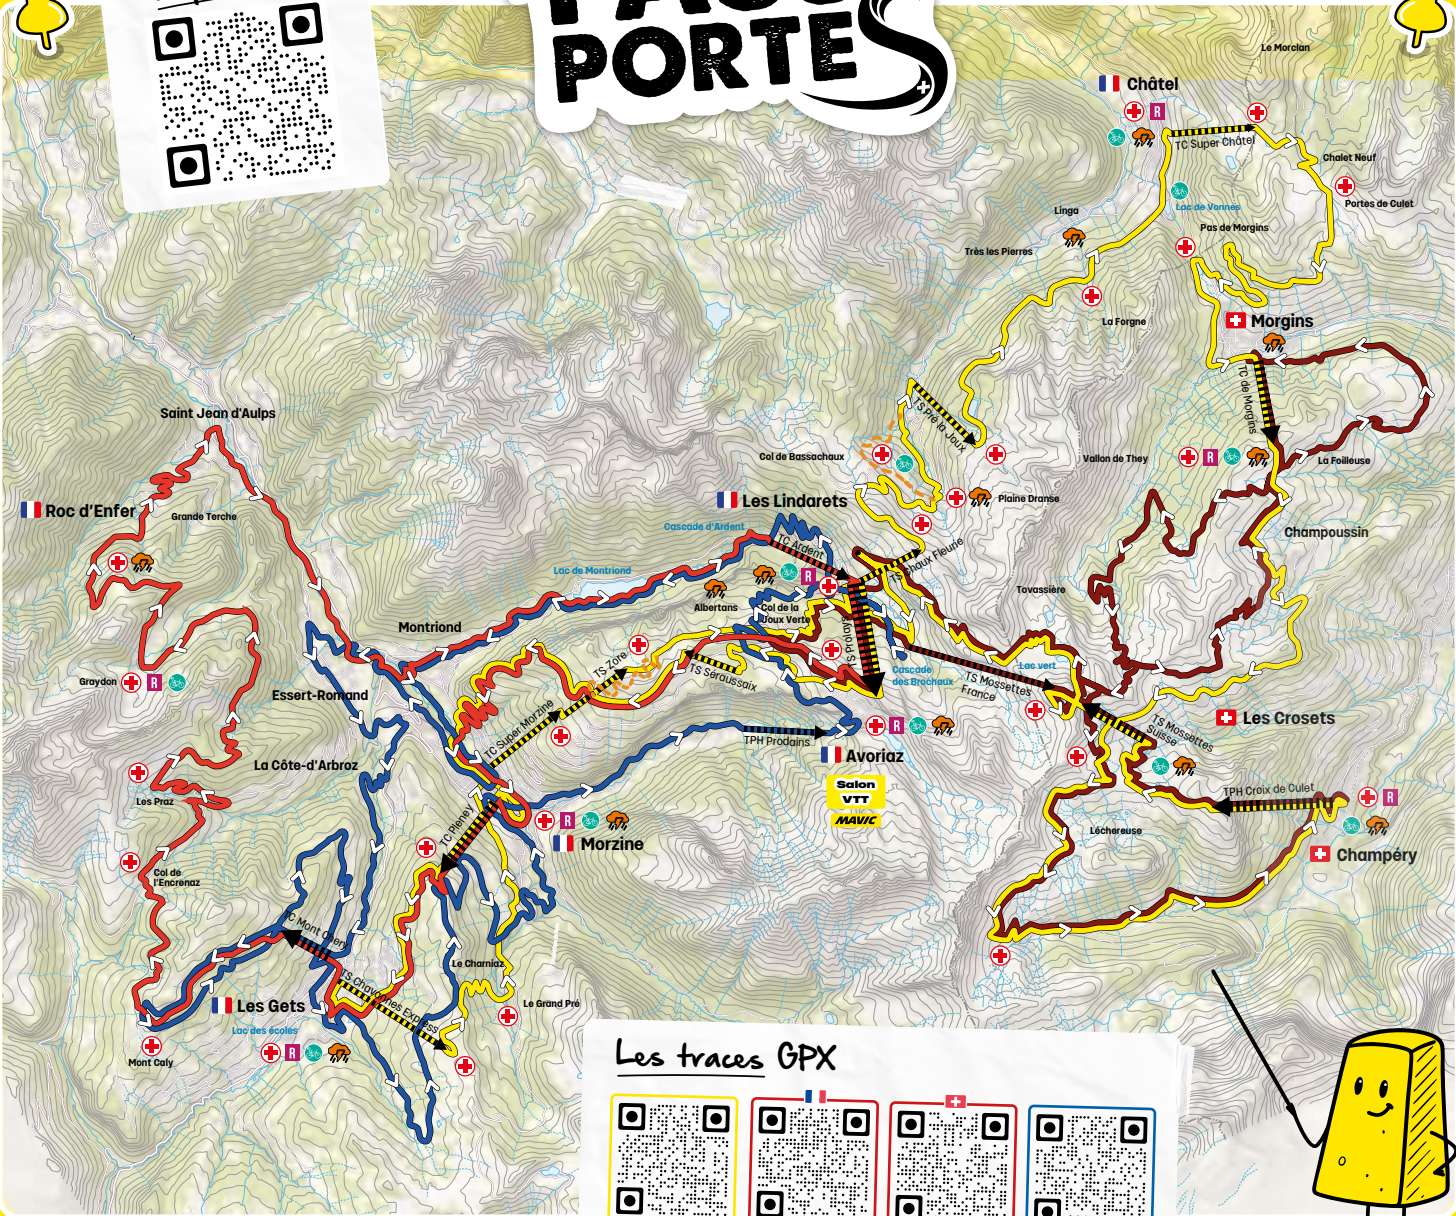 PORTES
Le Morclan
Châtel
R
TC Super Châtel
Chalet Neuf
Portes de Culet
Lac de Vonnes
Linga
Pas de Morgins
Très les Pierres
La Forgne
Morgins
TC de Morgins
Saint Jean d'Aulps
TS Pré la Joux
Col de Bassachaux
Vallon de They
R
La Foilleuse
Roc d'Enfer
Grande Terche
Les Lindarets
Plaine Dranse
Cascade d'Ardent
Champoussin
TC Ardent
TS Chaux Fleurie
Lac de Montriond
R
Tovassière
Albertans
Col de la
Joux Verte
Montriond
TS Proloys
TS Zore
Lac vert
Cascade
des Brochaux
TS Seraussaix
TS Mossettes
France
Graydon
R
Essert-Romand
TC Super Morzine
Les Crosets
TS Mossettes
Suisse
R
TPH Prodains
Avoriaz
La Côte-d'Arbroz
Salon
VTT
MAVIC
Les Praz
TPH Croix de Culet
R
TC Pleney
R
Morzine
Léchereuse
Champéry
Col de
l'Encrenaz
TC Mont Chéry
Le Charniaz
TS Chavannes Express
Les Gets
Le Grand Pré
Lac des écoles
R
Mont Caly
Les traces GPX